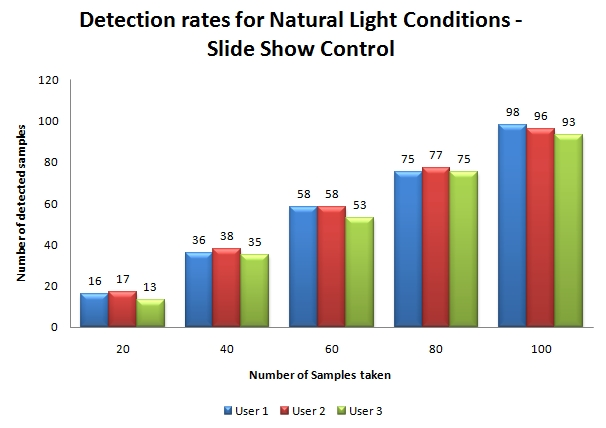 Detection rates for Natural Light Conditions -
Slide Show Control
Number of detected samples
120
100
80
60
40
20
0
16 17 13
36 38 35
58 58 53
75 77 75
98 96 93
20 40 60 80 100
Number of Samples taken
User 1 User 2 User 3